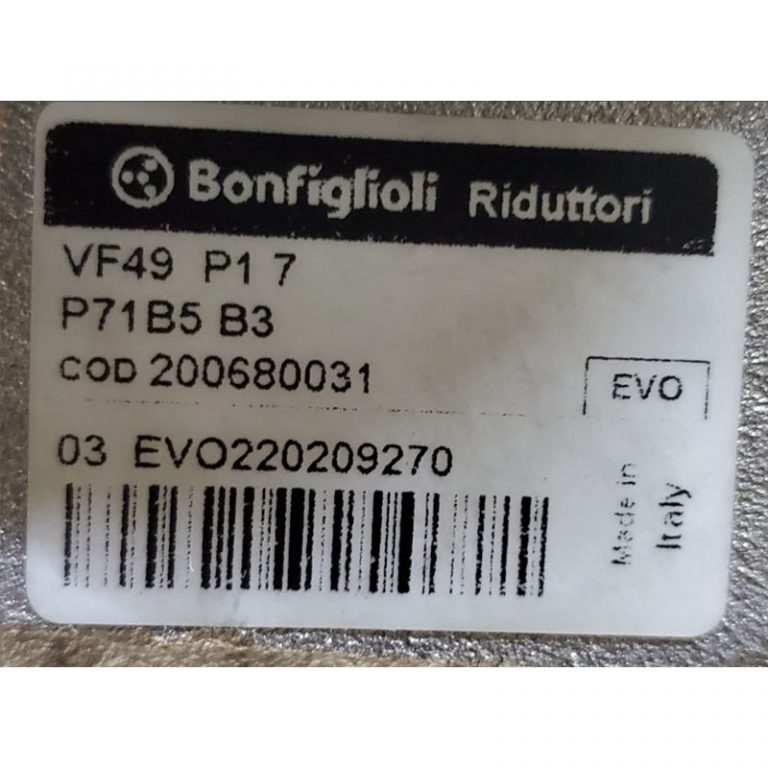 Bonfiglioli Riduttori
VF49 P1 7
P71B5 B3
COD 200680031
EVO
03 EVO220209270
Made in
Italy